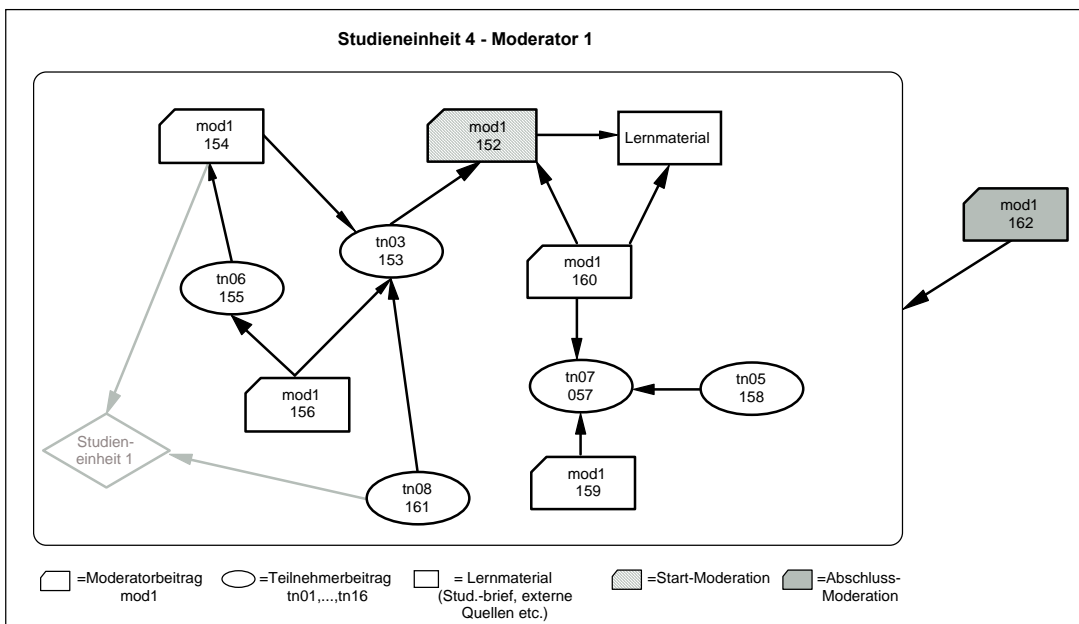 Studieneinheit 4 - Moderator 1
mod1
154
mod1
152
Lernmaterial
mod1
162
tn03
153
tn06
155
mod1
160
tn07
057
tn05
158
mod1
156
Studien-
einheit 1
mod1
159
tn08
161
=Moderatorbeitrag
mod1
=Teilnehmerbeitrag
tn01,...,tn16
= Lernmaterial
(Stud.-brief, externe
Quellen etc.)
=Start-Moderation
=Abschluss-
Moderation